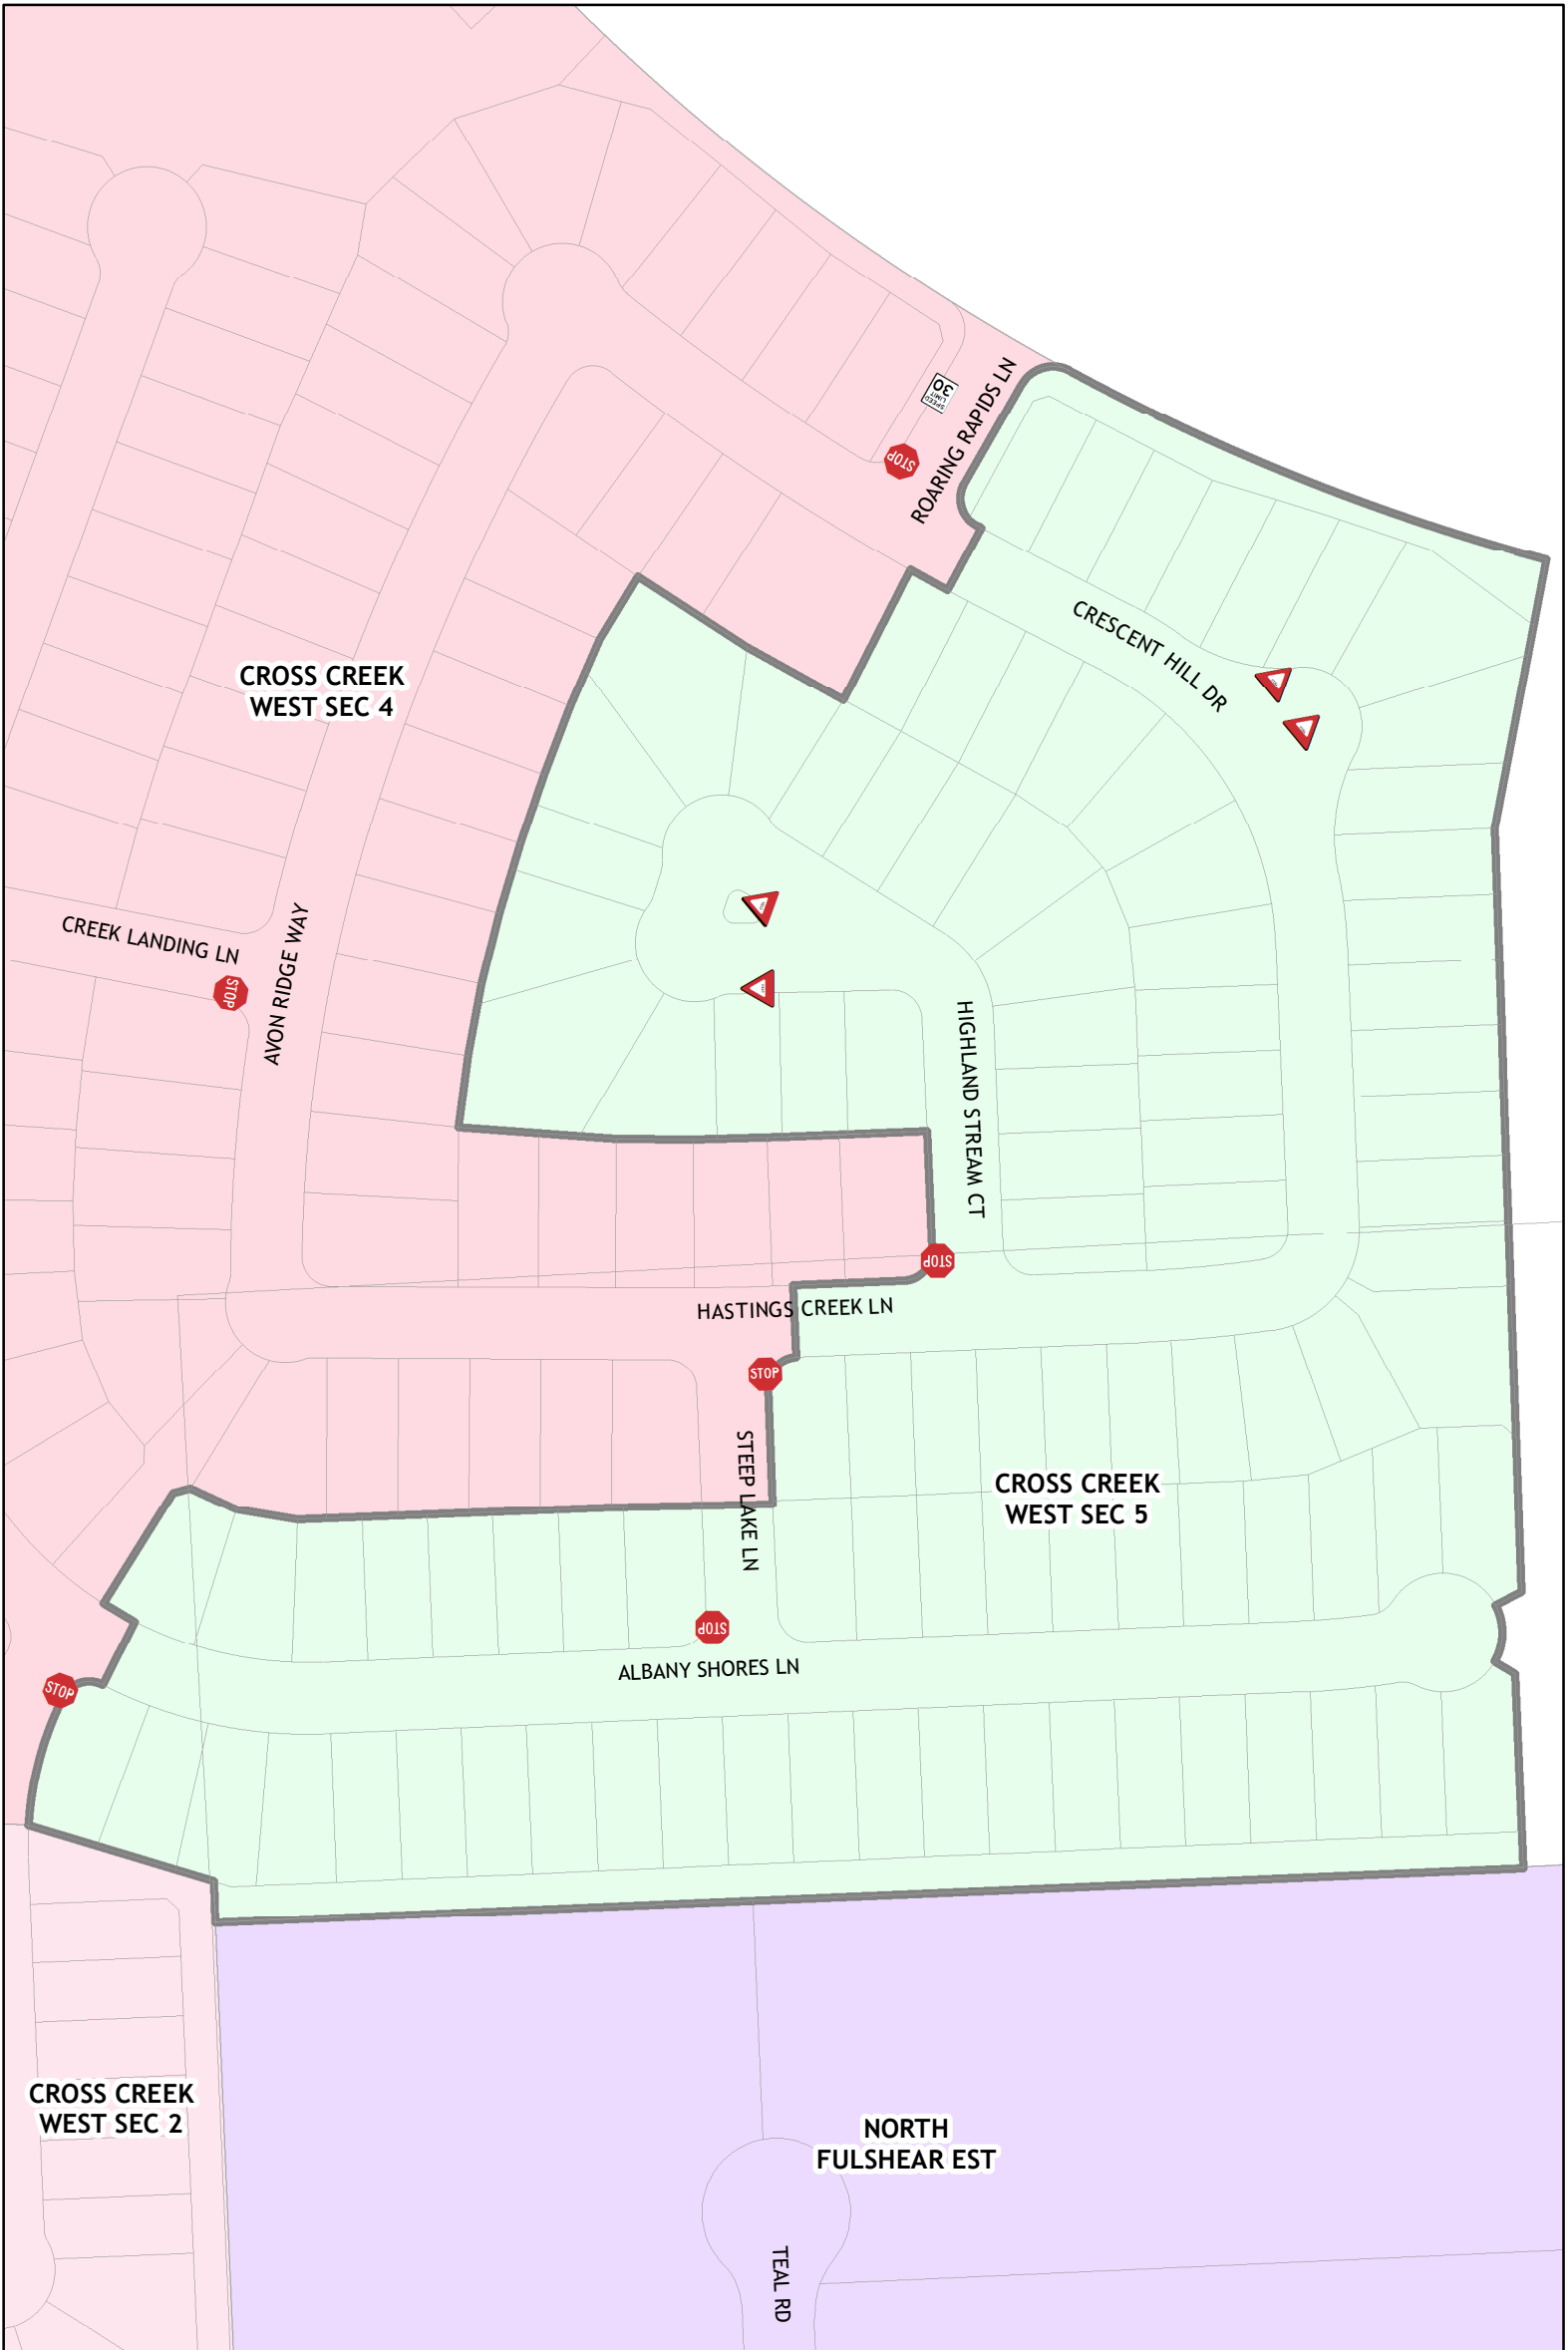 SPEED
LIMIT
30
ROARING RAPIDS LN
STOP
CRESCENT HILL DR
CROSS CREEK
WEST SEC 4
CREEK LANDING LN
STOP
AVON RIDGE WAY
HIGHLAND STREAM CT
STOP
HASTINGS CREEK LN
STOP
STEEP LAKE LN
CROSS CREEK
WEST SEC 5
STOP
ALBANY SHORES LN
STOP
CROSS CREEK
WEST SEC 2
NORTH
FULSHEAR EST
TEAL RD